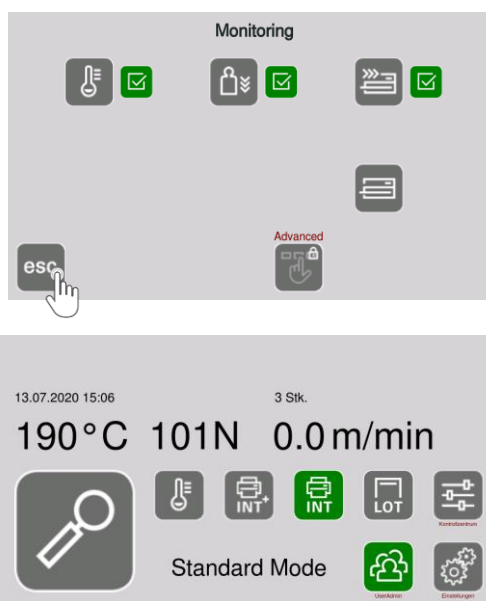 Monitoring
Advanced
esc
13.07.2020 15:06
3 Stk.
190°C 101N 0.0 m/min
INT+ INT LOT
Kontrollzentrum
Standard Mode
UserAdmin Einstellungen